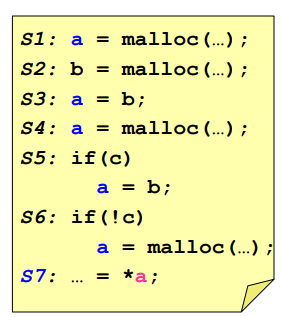 S1: a = malloc(…);
S2: b = malloc(…);
S3: a = b;
S4: a = malloc(…);
S5: if(c)
a = b;
S6: if(!c)
a = malloc(…);
S7: … = *a;